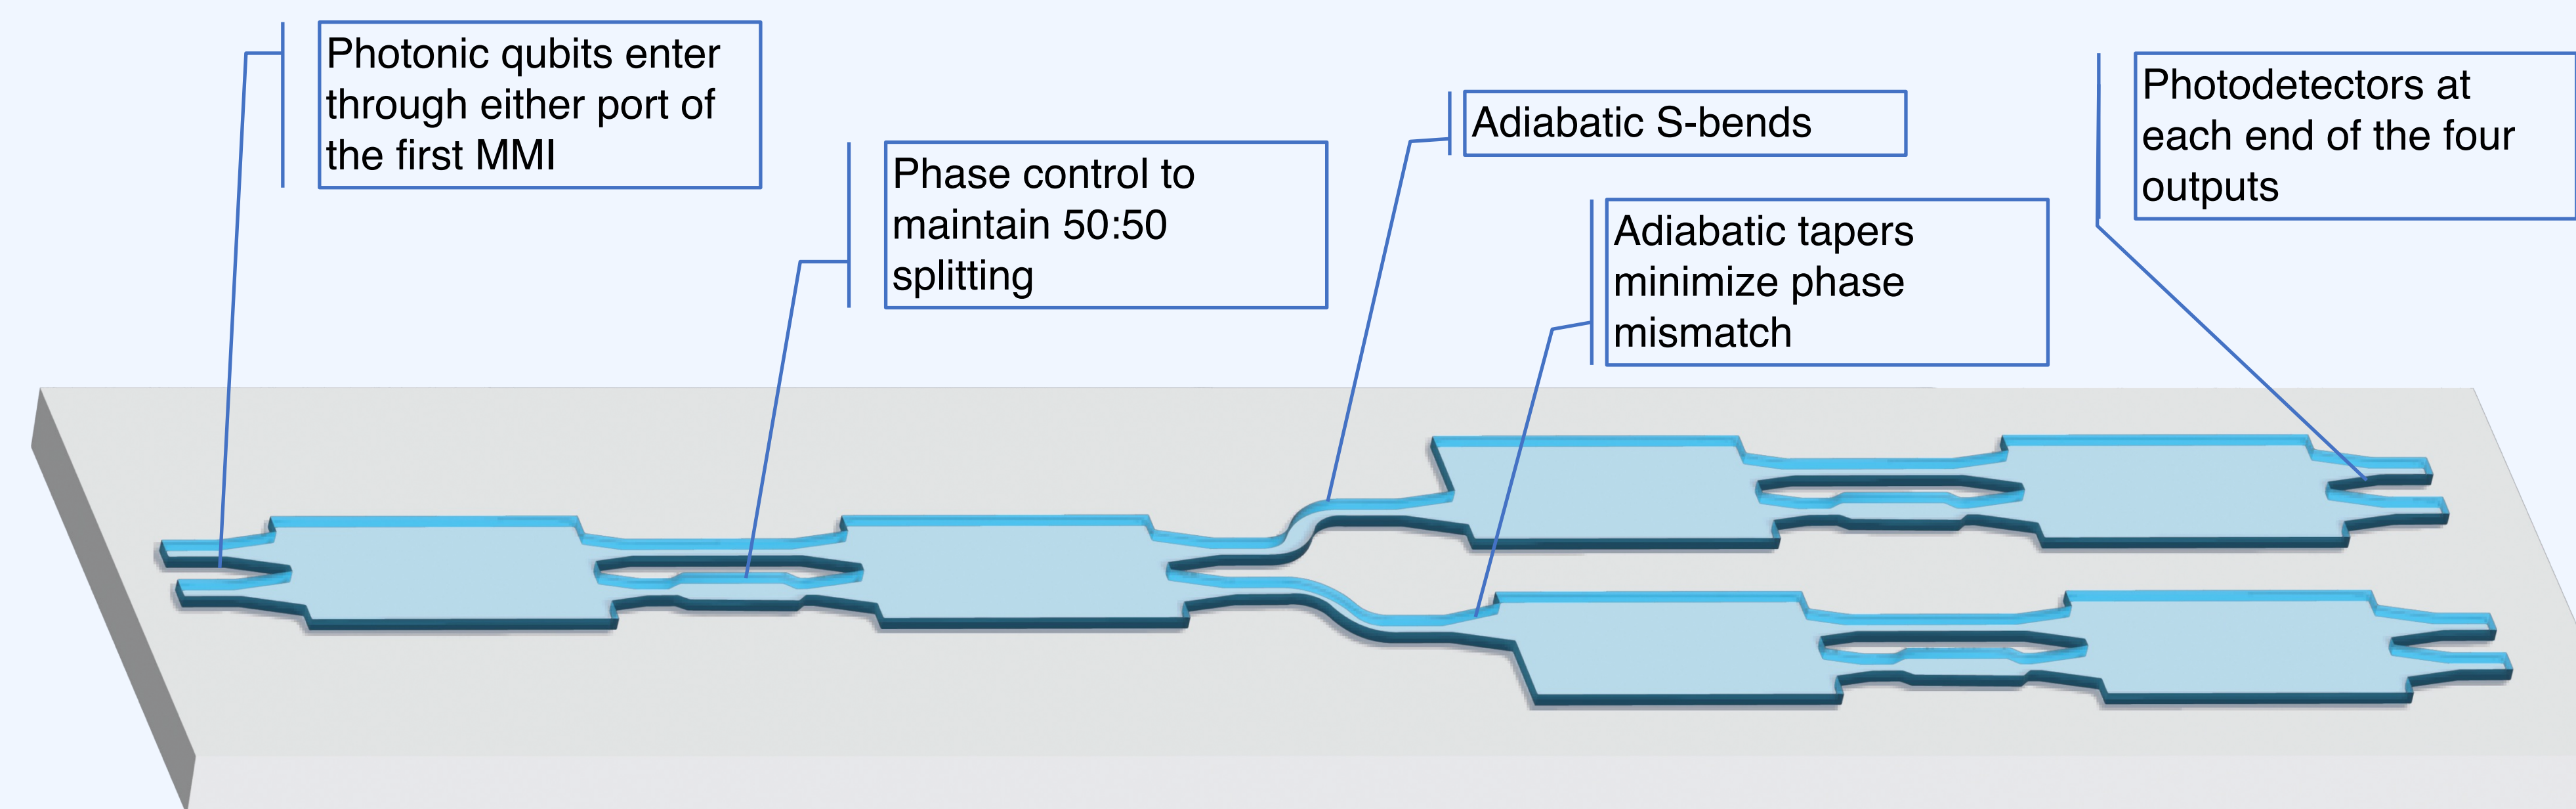 Photonic qubits enter
through either port of
the first MMI
Phase control to
maintain 50:50
splitting
Adiabatic S-bends
Adiabatic tapers
minimize phase
mismatch
Photodetectors at
each end of the four
outputs